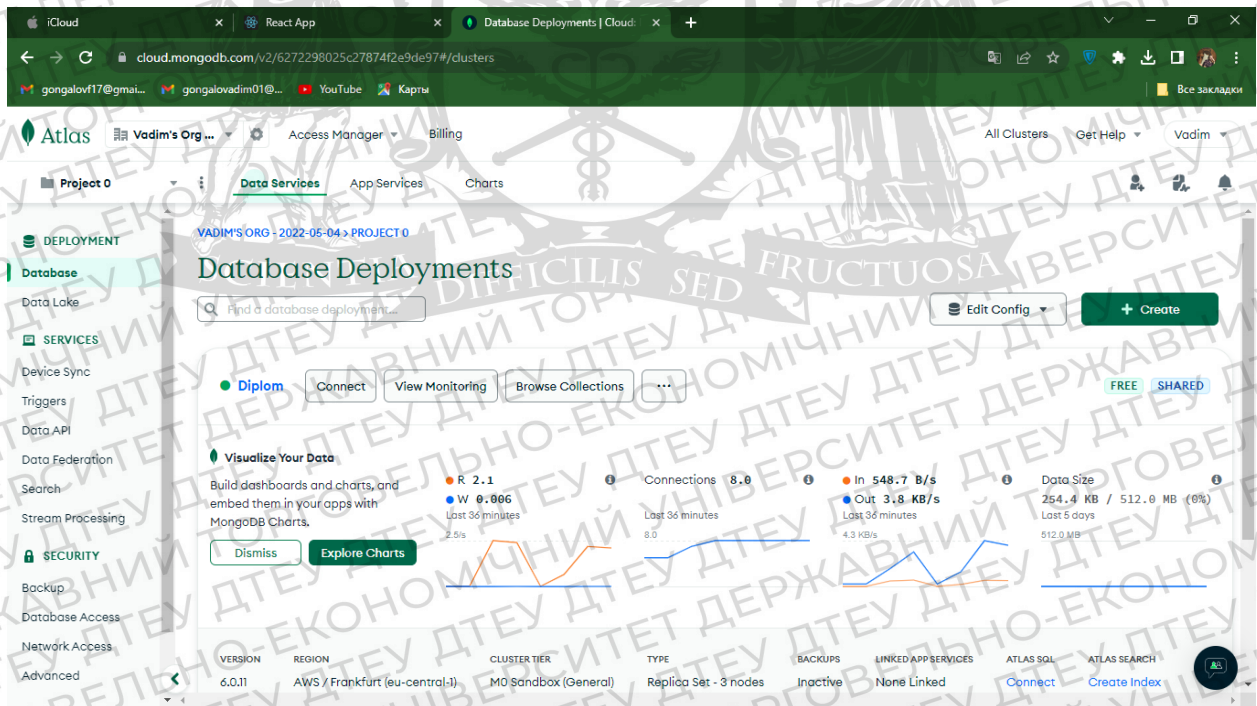 iCloud
React App
Database Deployments | Cloud:
cloud.mongodb.com/v2/6272298025c27874f2e9de97#/clusters
gongalovf17@gmai...
gongalovadim01@...
YouTube
Карты
Все закладки
Atlas
Vadim's Org ...
Access Manager
Billing
All Clusters
Get Help
Vadim
Project 0
Data Services
App Services
Charts
DEPLOYMENT
Database
Data Lake
SERVICES
Device Sync
Triggers
Data API
Data Federation
Search
Stream Processing
SECURITY
Backup
Database Access
Network Access
Advanced
VADIM'S ORG - 2022-05-04 > PROJECT 0
Database Deployments
SCIENTIA DIFFICILIS SED FRUCTUOSA
Find a database deployment...
Edit Config
+ Create
Diplom
Connect
View Monitoring
Browse Collections
...
FREE
SHARED
Visualize Your Data
Build dashboards and charts, and
embed them in your apps with
MongoDB Charts.
Dismiss
Explore Charts
R 2.1
W 0.006
Last 36 minutes
2.5/s
Connections 8.0
Last 36 minutes
8.0
In 548.7 B/s
Out 3.8 KB/s
Last 36 minutes
4.3 KB/s
Data Size
254.4 KB / 512.0 MB (0%)
Last 5 days
512.0 MB
VERSION
6.0.11
REGION
AWS / Frankfurt (eu-central-1)
CLUSTER TIER
M0 Sandbox (General)
TYPE
Replica Set - 3 nodes
BACKUPS
Inactive
LINKED APP SERVICES
None Linked
ATLAS SQL
Connect
ATLAS SEARCH
Create Index